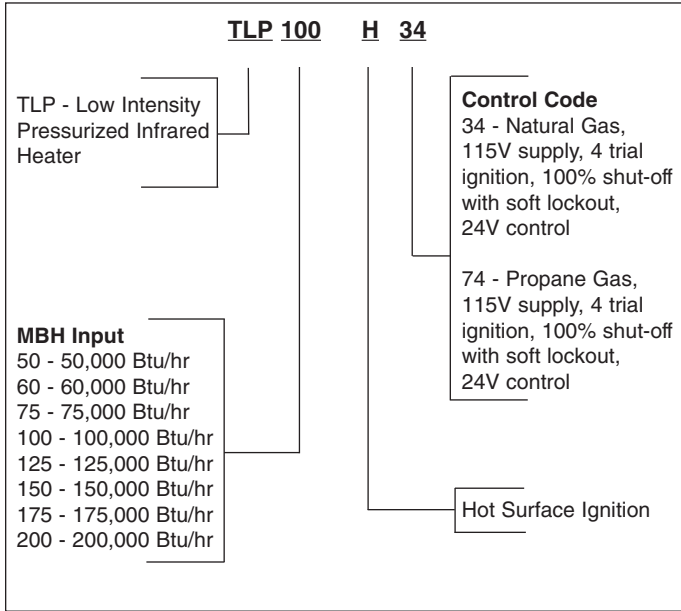 TLP 100 H 34
TLP - Low Intensity
Pressurized Infrared
Heater
Control Code
34 - Natural Gas,
115V supply, 4 trial
ignition, 100% shut-off
with soft lockout,
24V control
74 - Propane Gas,
115V supply, 4 trial
ignition, 100% shut-off
with soft lockout,
24V control
MBH Input
50 - 50,000 Btu/hr
60 - 60,000 Btu/hr
75 - 75,000 Btu/hr
100 - 100,000 Btu/hr
125 - 125,000 Btu/hr
150 - 150,000 Btu/hr
175 - 175,000 Btu/hr
200 - 200,000 Btu/hr
Hot Surface Ignition